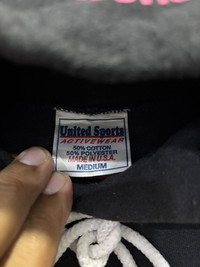 United Sports
ACTIVEWEAR
50% COTTON
50% POLYESTER
MADE IN U.S.A.
MEDIUM